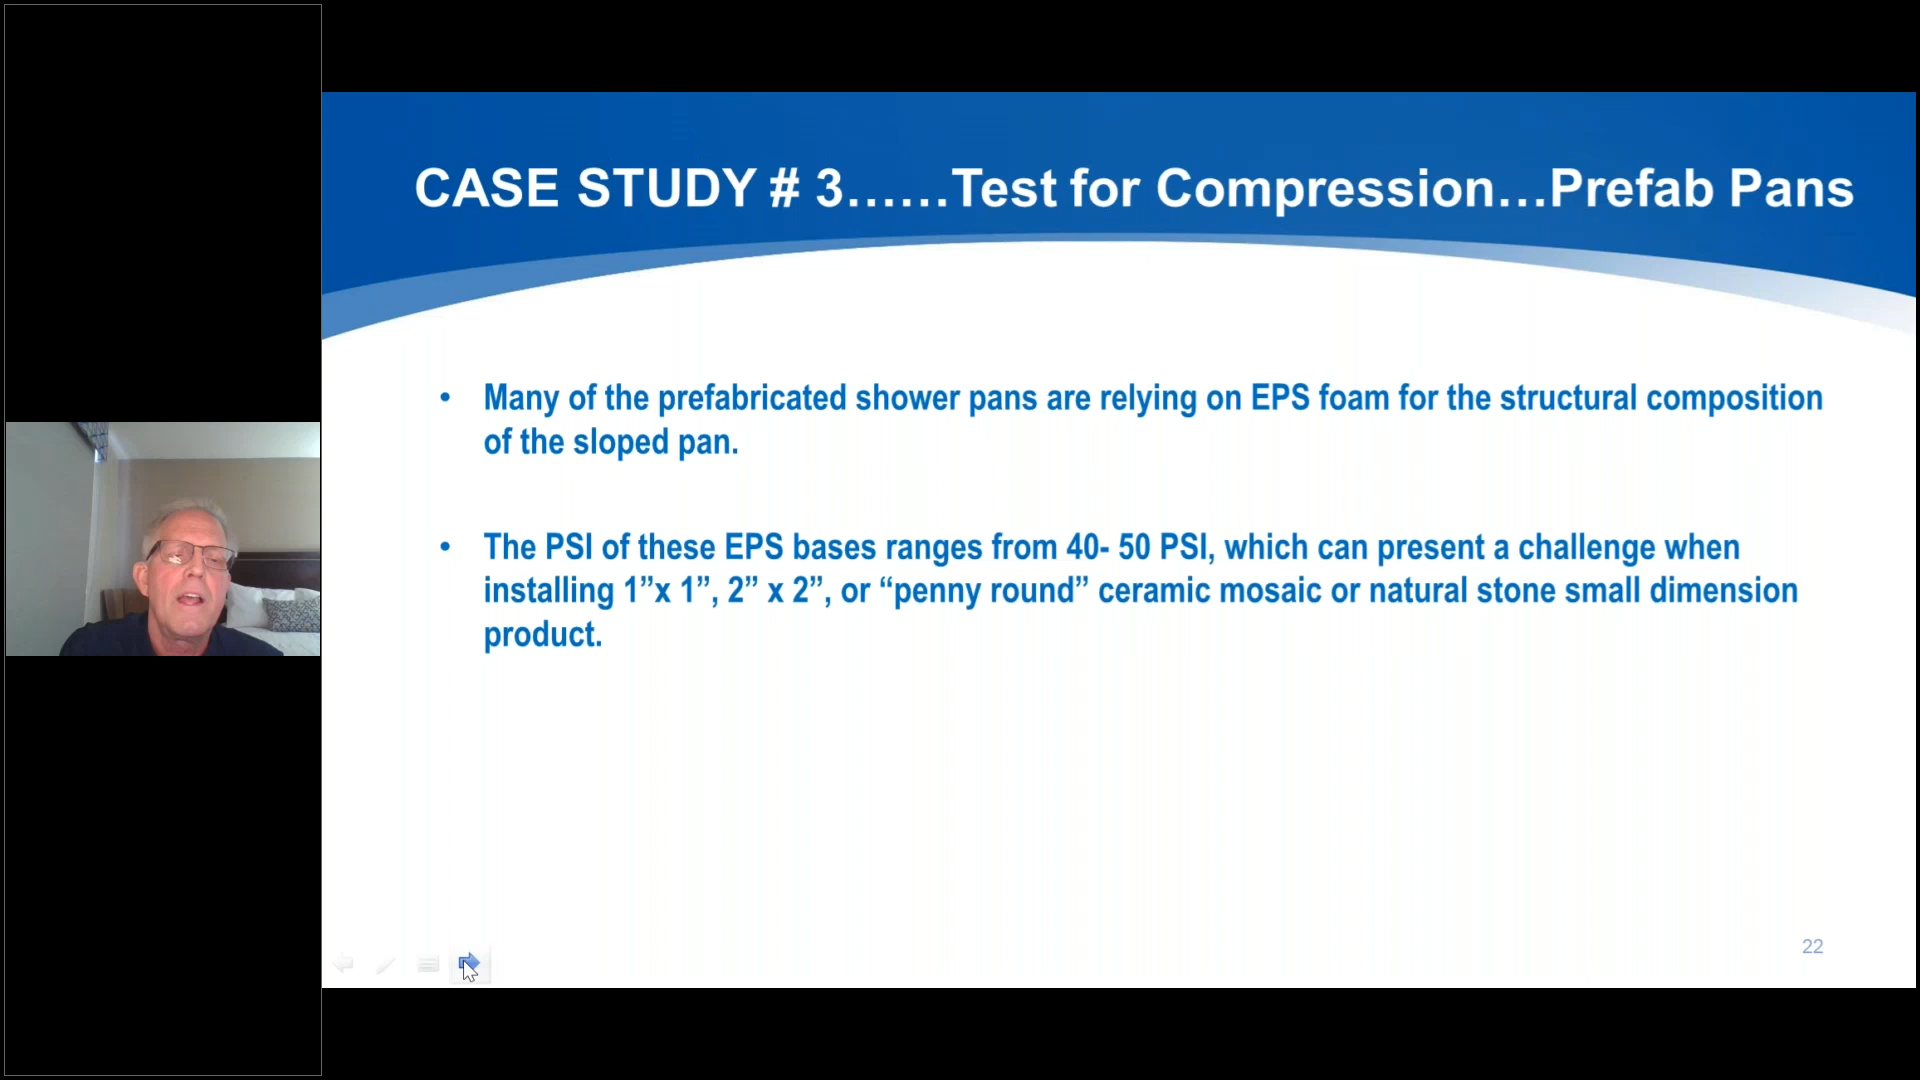 CASE STUDY # 3......Test for Compression...Prefab Pans
• Many of the prefabricated shower pans are relying on EPS foam for the structural composition
of the sloped pan.
• The PSI of these EPS bases ranges from 40- 50 PSI, which can present a challenge when
installing 1”x 1”, 2” x 2”, or “penny round” ceramic mosaic or natural stone small dimension
product.
22